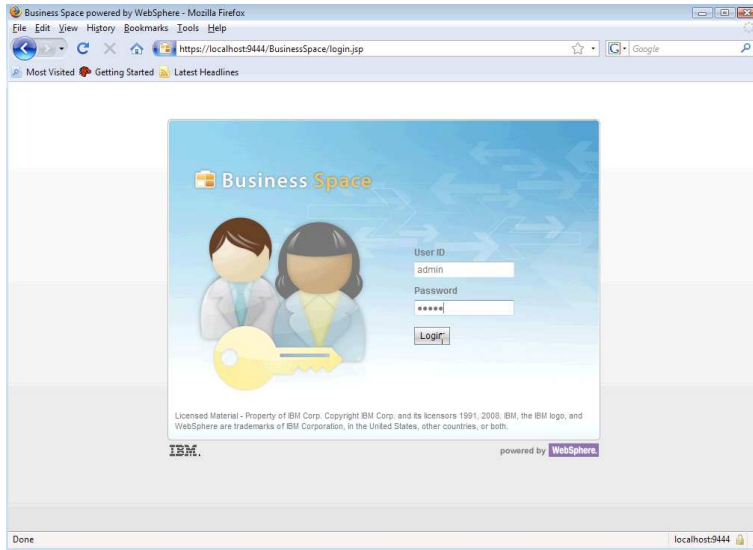 Business Space powered by WebSphere - Mozilla Firefox
File Edit View History Bookmarks Tools Help
https://localhost:9444/BusinessSpace/login.jsp
G Google
Most Visited Getting Started Latest Headlines
Business Space
User ID
admin
Password
•••••
Login
Licensed Material - Property of IBM Corp. Copyright IBM Corp. and its licensors 1991, 2008. IBM, the IBM logo, and
WebSphere are trademarks of IBM Corporation, in the United States, other countries, or both.
IBM. powered by WebSphere.
Done localhost:9444